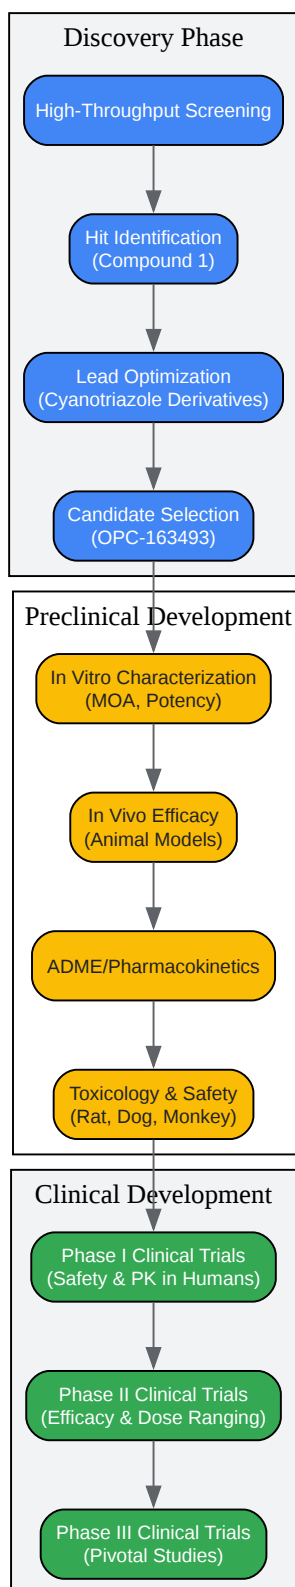 Discovery Phase
High-Throughput Screening
Hit Identification
(Compound 1)
Lead Optimization
(Cyanotriazole Derivatives)
Candidate Selection
(OPC-163493)
Preclinical Development
In Vitro Characterization
(MOA, Potency)
In Vivo Efficacy
(Animal Models)
ADME/Pharmacokinetics
Toxicology & Safety
(Rat, Dog, Monkey)
Clinical Development
Phase I Clinical Trials
(Safety & PK in Humans)
Phase II Clinical Trials
(Efficacy & Dose Ranging)
Phase III Clinical Trials
(Pivotal Studies)